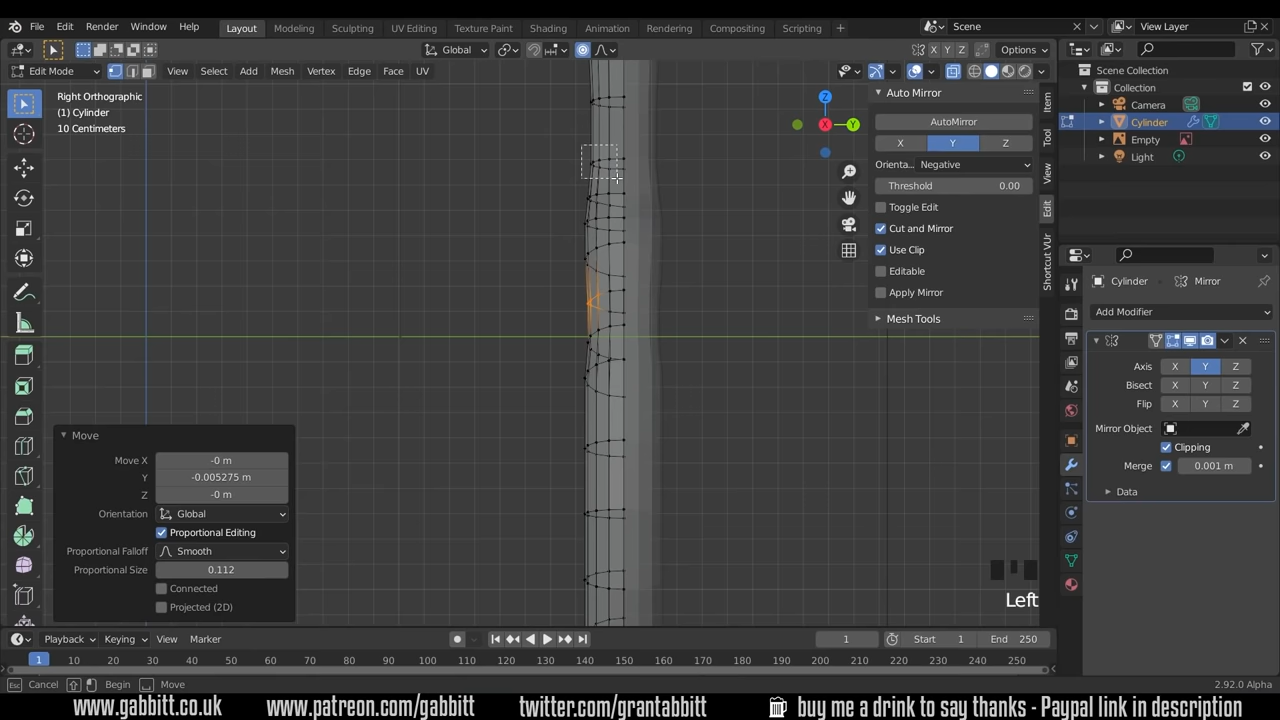 File Edit Render Window Help Layout Modeling Sculpting UV Editing Texture Paint Shading Animation Rendering Compositing Scripting + Scene View Layer
Global X Y Z Options
Edit Mode View Select Add Mesh Vertex Edge Face UV
Right Orthographic
(1) Cylinder
10 Centimeters
Z
X
Y
Auto Mirror
AutoMirror
X Y Z
Orienta.. Negative
Threshold 0.00
Toggle Edit
Cut and Mirror
Use Clip
Editable
Apply Mirror
Mesh Tools
Item
Tool
View
Edit
Shortcut VUr
Scene Collection
Collection
Camera
Cylinder
Empty
Light
Cylinder Mirror
Add Modifier
Axis X Y Z
Bisect X Y Z
Flip X Y Z
Mirror Object
Clipping
Merge 0.001 m
Data
Move
Move X -0 m
Y -0.005275 m
Z -0 m
Orientation Global
Proportional Editing
Proportional Falloff Smooth
Proportional Size 0.112
Connected
Projected (2D)
Left
Playback Keying View Marker 1 Start 1 End 250
1 10 20 30 40 50 60 70 80 90 100 110 120 130 140 150 160 170 180 190 200 210 220 230 240 250
Cancel Begin Move 2.92.0 Alpha
www.gabbitt.co.uk www.patreon.com/gabbitt twitter.com/grantabbitt buy me a drink to say thanks - Paypal link in description